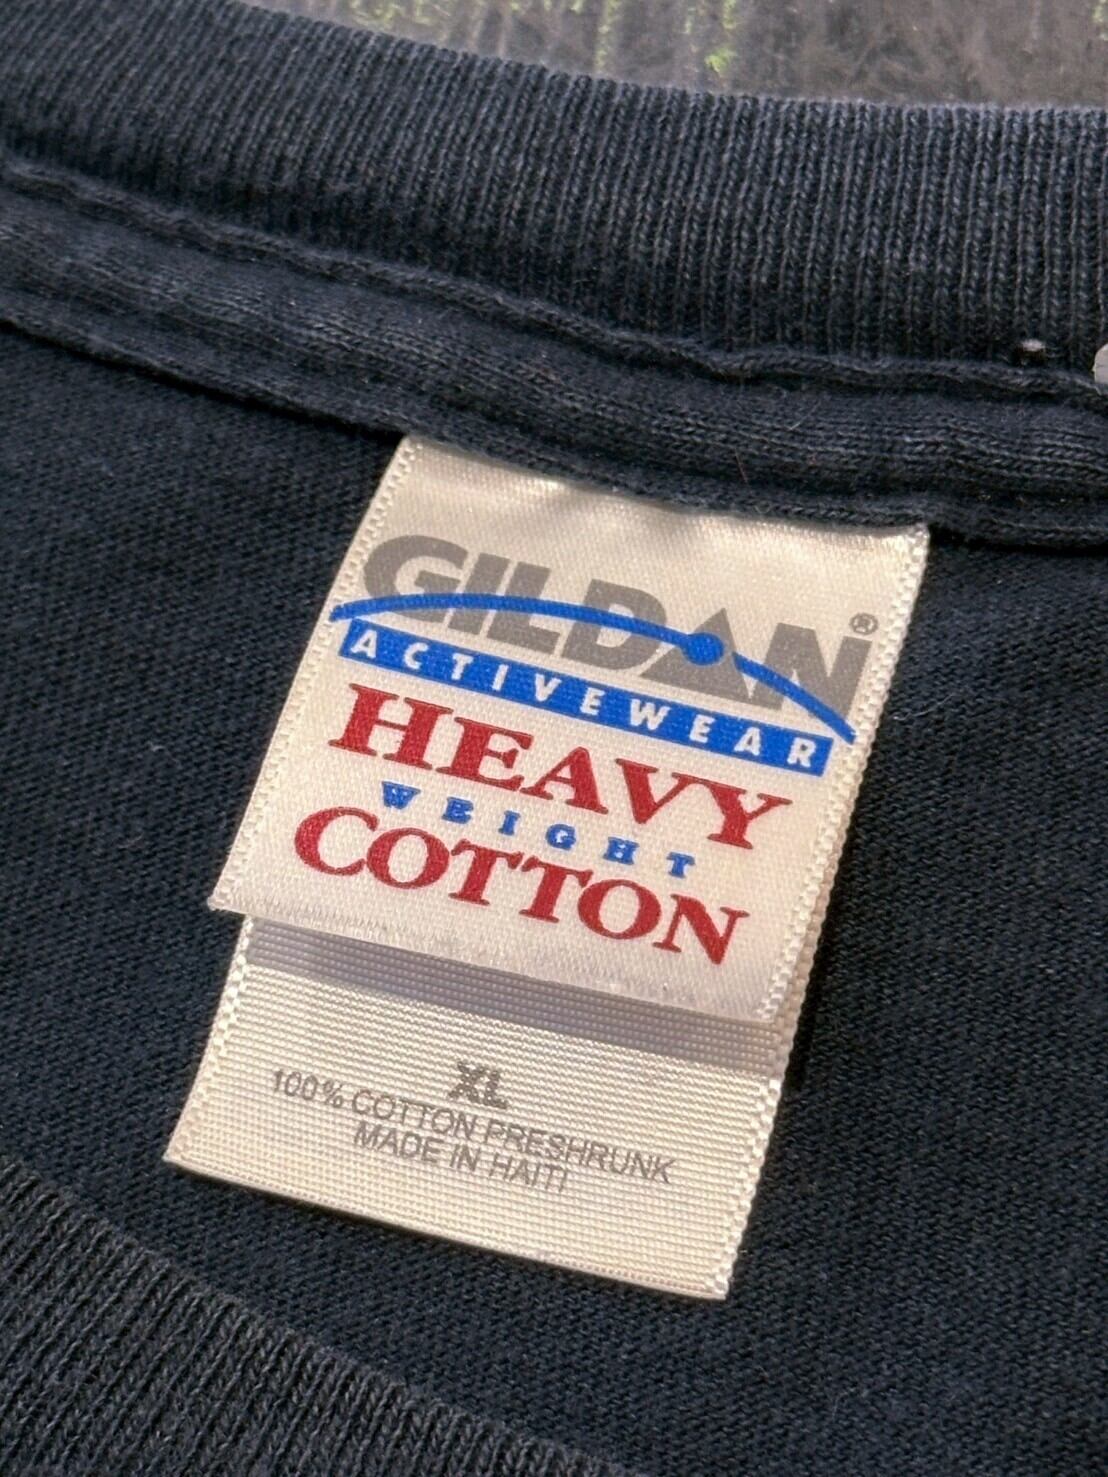 GILDAN®
ACTIVEWEAR
HEAVY
WEIGHT
COTTON
XL
100% COTTON PRESHRUNK
MADE IN HAITI